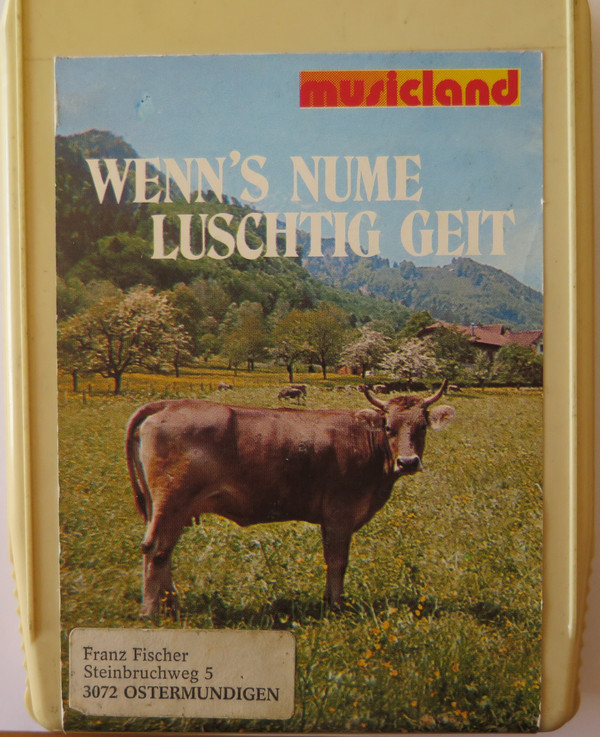 musicland
WENN'S NUME
LUSCHTIG GEIT
Franz Fischer
Steinbruchweg 5
3072 OSTERMUNDIGEN